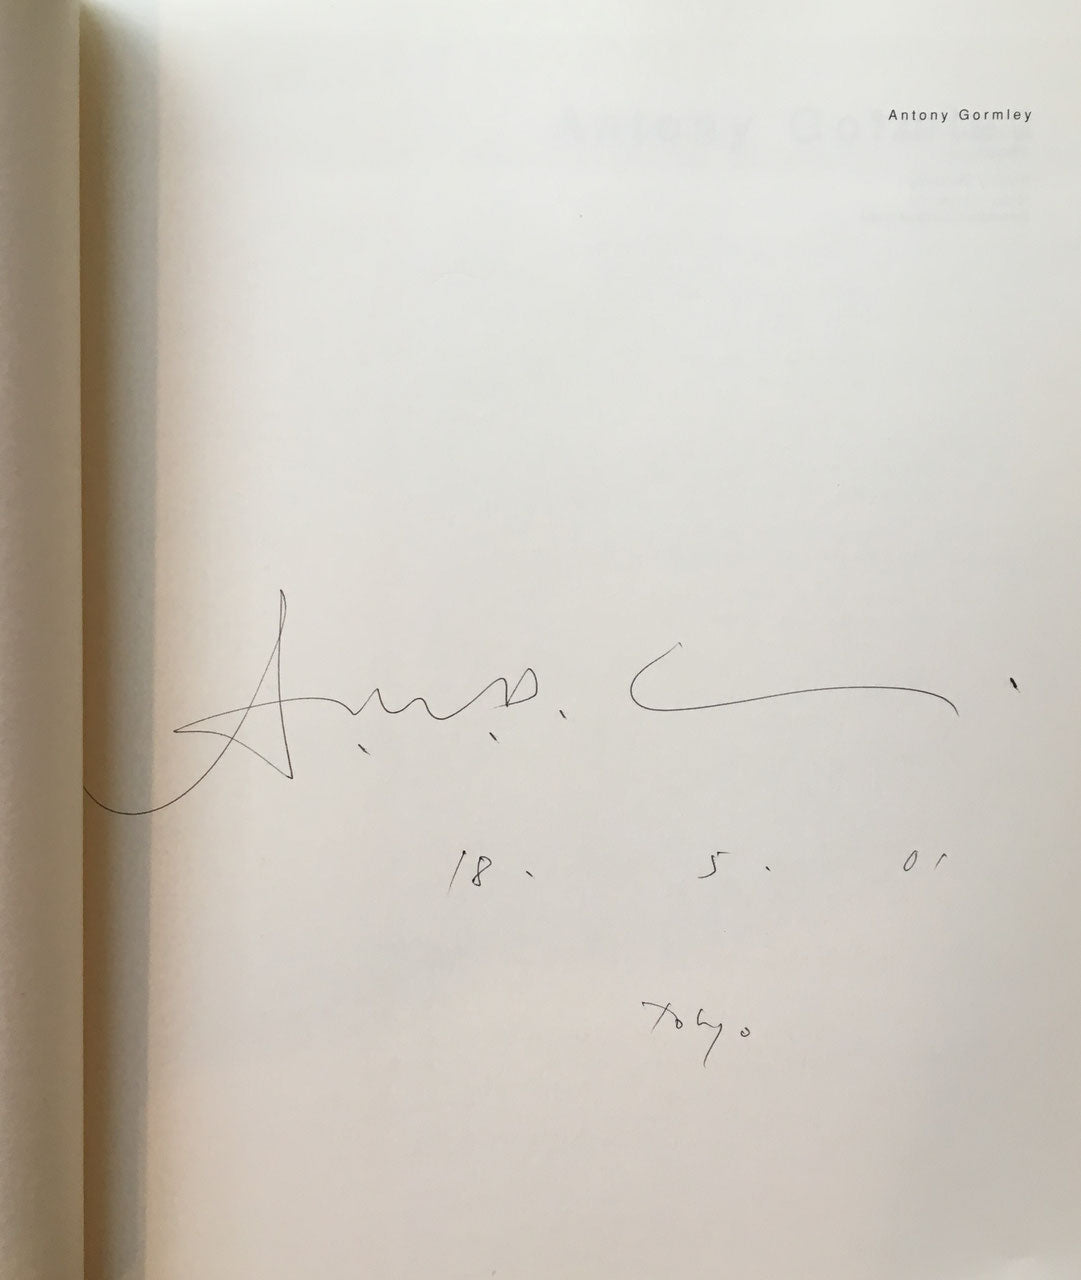 Antony Gormley
A.M.D. G.
18. 5. 01
Tokyo